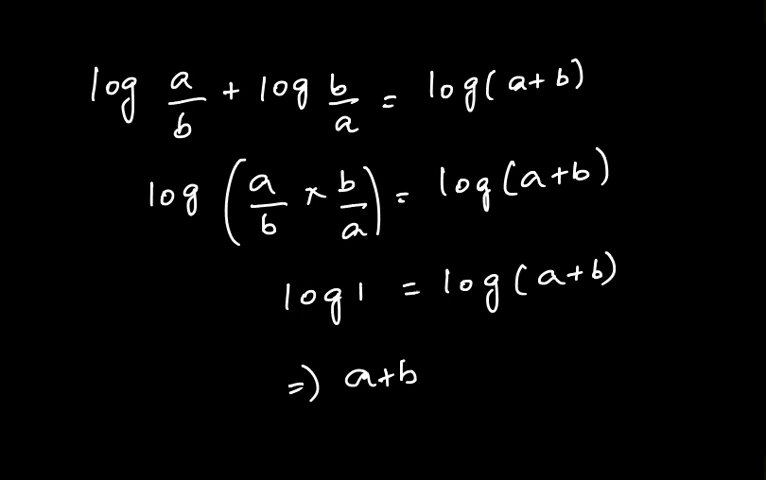 log a/b + log b/a = log(a+b)
log (a/b × b/a) = log(a+b)
log 1 = log(a+b)
=) a+b